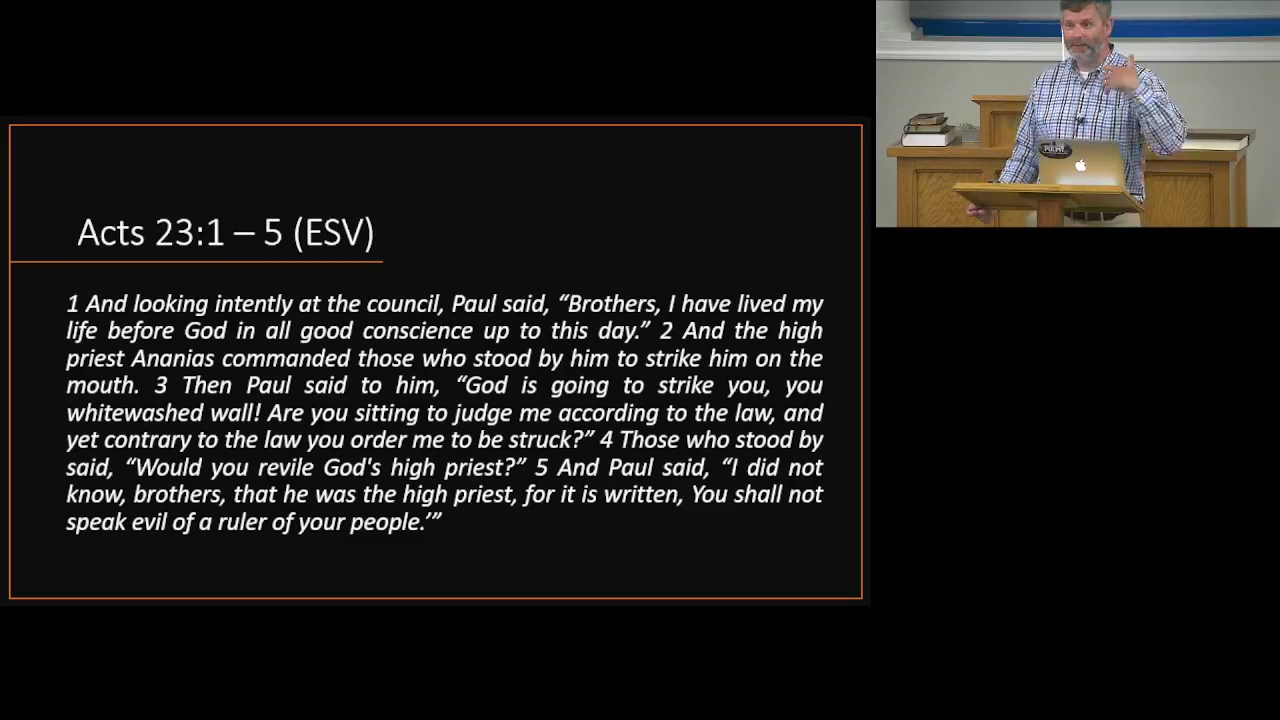 Acts 23:1 – 5 (ESV)
1 And looking intently at the council, Paul said, “Brothers, I have lived my
life before God in all good conscience up to this day.” 2 And the high
priest Ananias commanded those who stood by him to strike him on the
mouth. 3 Then Paul said to him, “God is going to strike you, you
whitewashed wall! Are you sitting to judge me according to the law, and
yet contrary to the law you order me to be struck?” 4 Those who stood by
said, “Would you revile God's high priest?” 5 And Paul said, “I did not
know, brothers, that he was the high priest, for it is written, You shall not
speak evil of a ruler of your people.’”